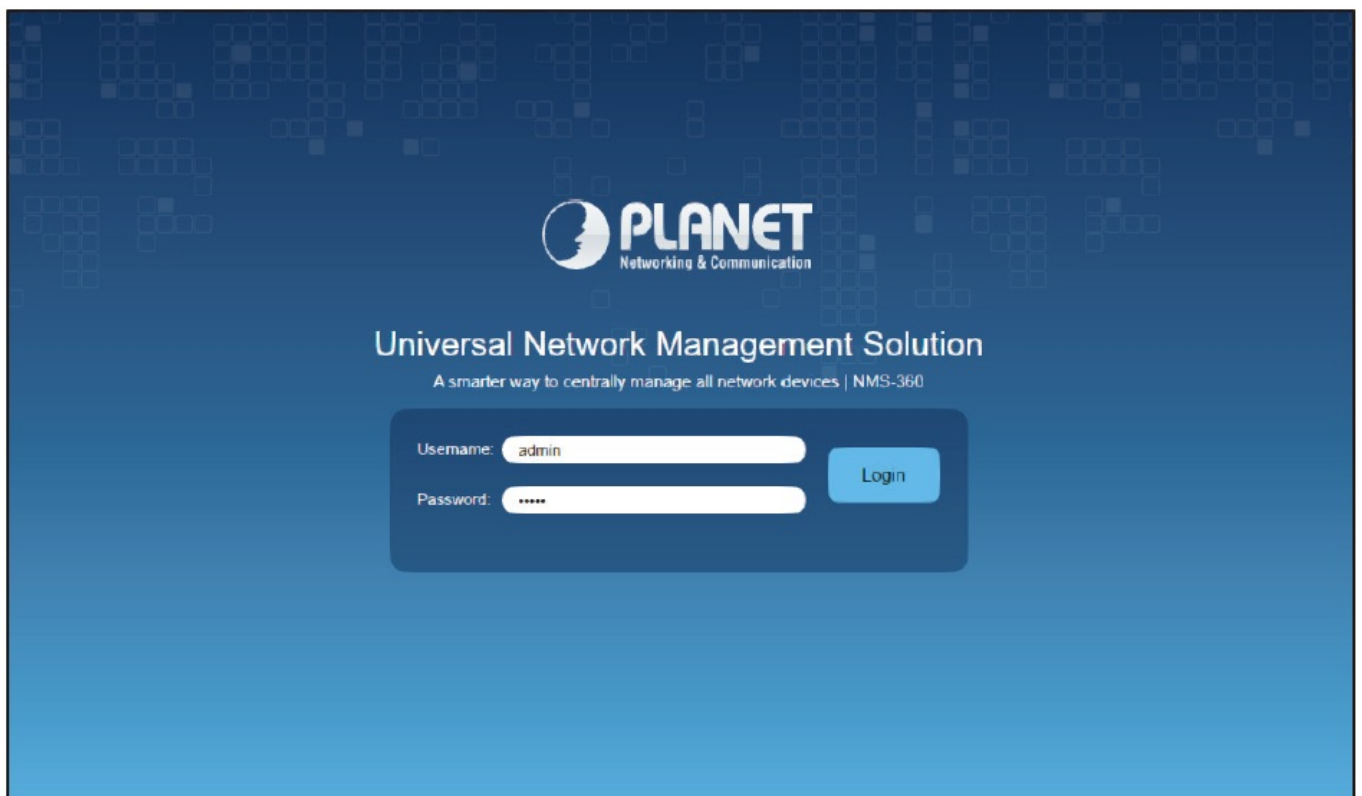 PLANET
Networking & Communication
Universal Network Management Solution
A smarter way to centrally manage all network devices | NMS-360
Username: admin
Password: •••••
Login